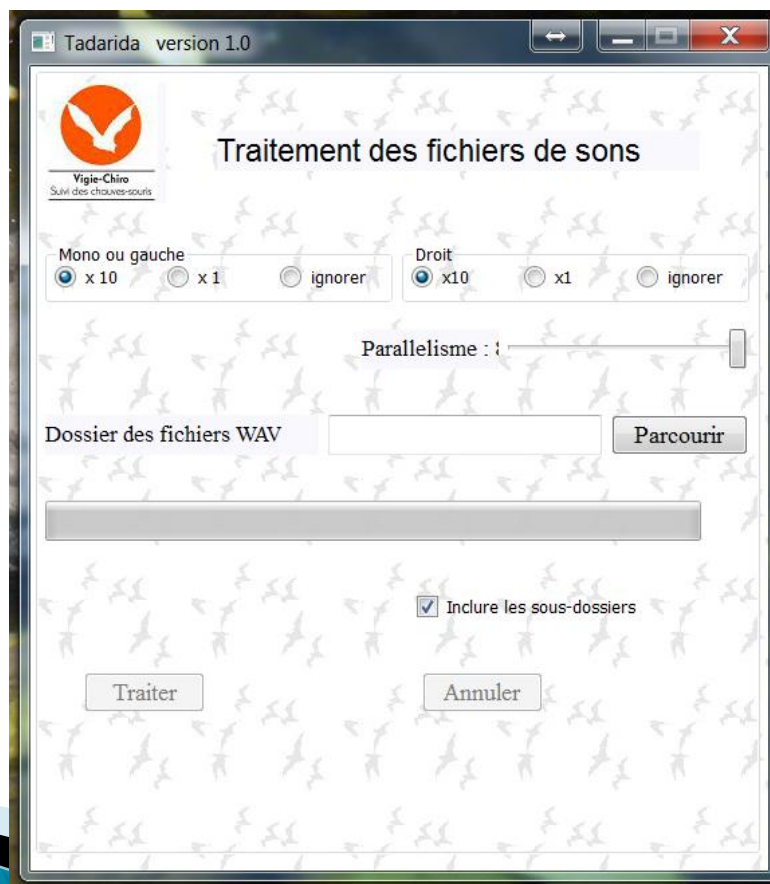 Tadarida version 1.0
Vigie-Chiro
Suivi des chauves-souris
Traitement des fichiers de sons
Mono ou gauche
x 10 x 1 ignorer
Droit
x10 x1 ignorer
Parallelisme :
Dossier des fichiers WAV
Parcourir
Inclure les sous-dossiers
Traiter
Annuler